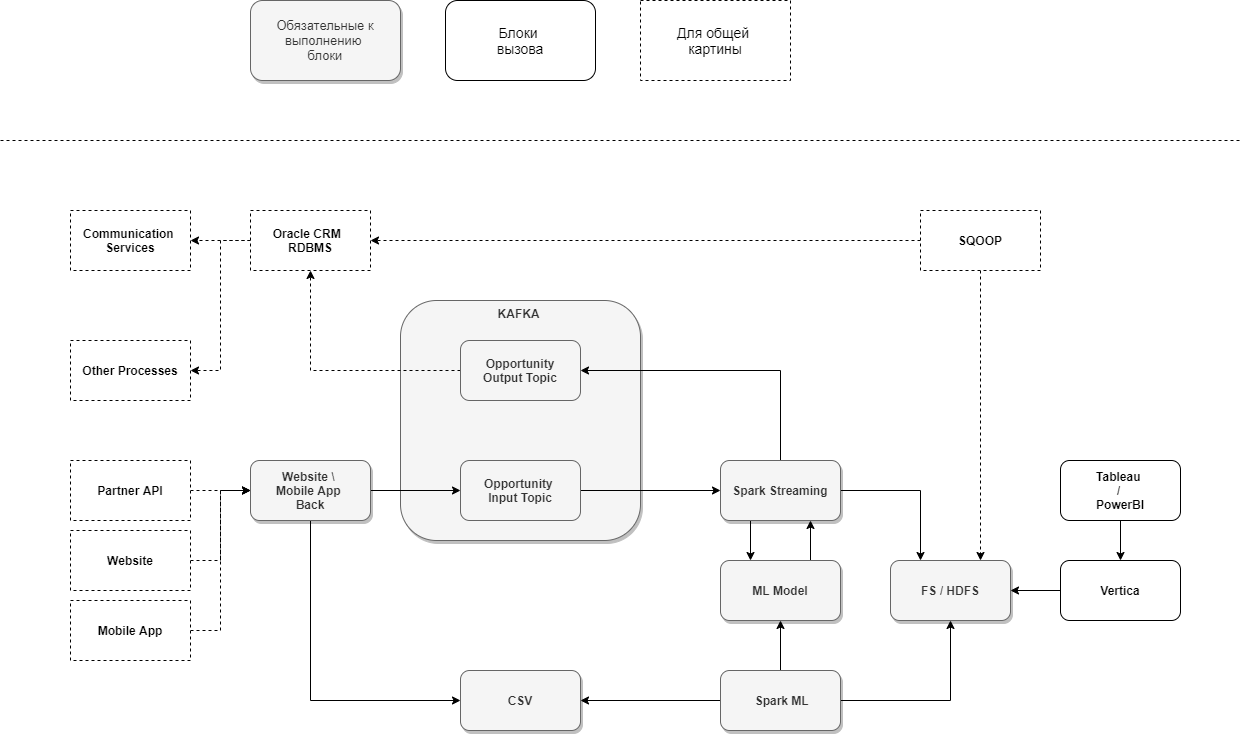 Обязательные к
выполнению
блоки
Блоки
вызова
Для общей
картины
Communication
Services
Oracle CRM
RDBMS
SQOOP
KAFKA
Other Processes
Opportunity
Output Topic
Partner API
Website \
Mobile App
Back
Opportunity
Input Topic
Spark Streaming
Tableau
/
PowerBI
Website
ML Model
FS / HDFS
Vertica
Mobile App
CSV
Spark ML